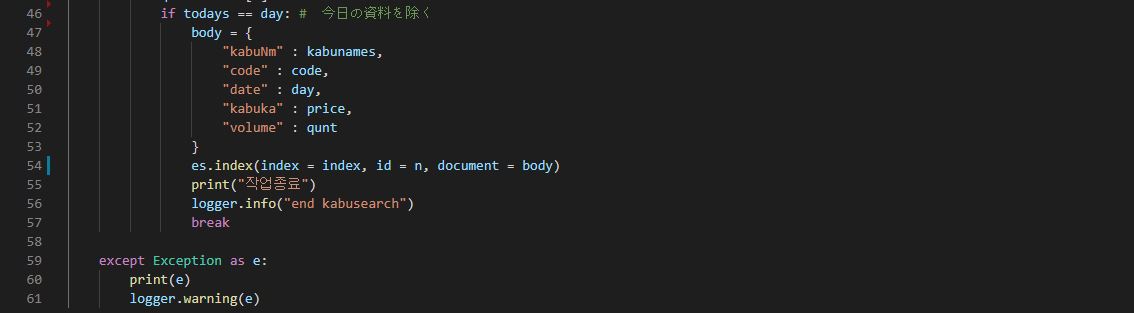 46 if todays == day: #　今日の資料を除く
47 body = {
48 "kabuNm" : kabunames,
49 "code" : code,
50 "date" : day,
51 "kabuka" : price,
52 "volume" : qunt
53 }
54 es.index(index = index, id = n, document = body)
55 print("작업종료")
56 logger.info("end kabusearch")
57 break
58
59 except Exception as e:
60 print(e)
61 logger.warning(e)